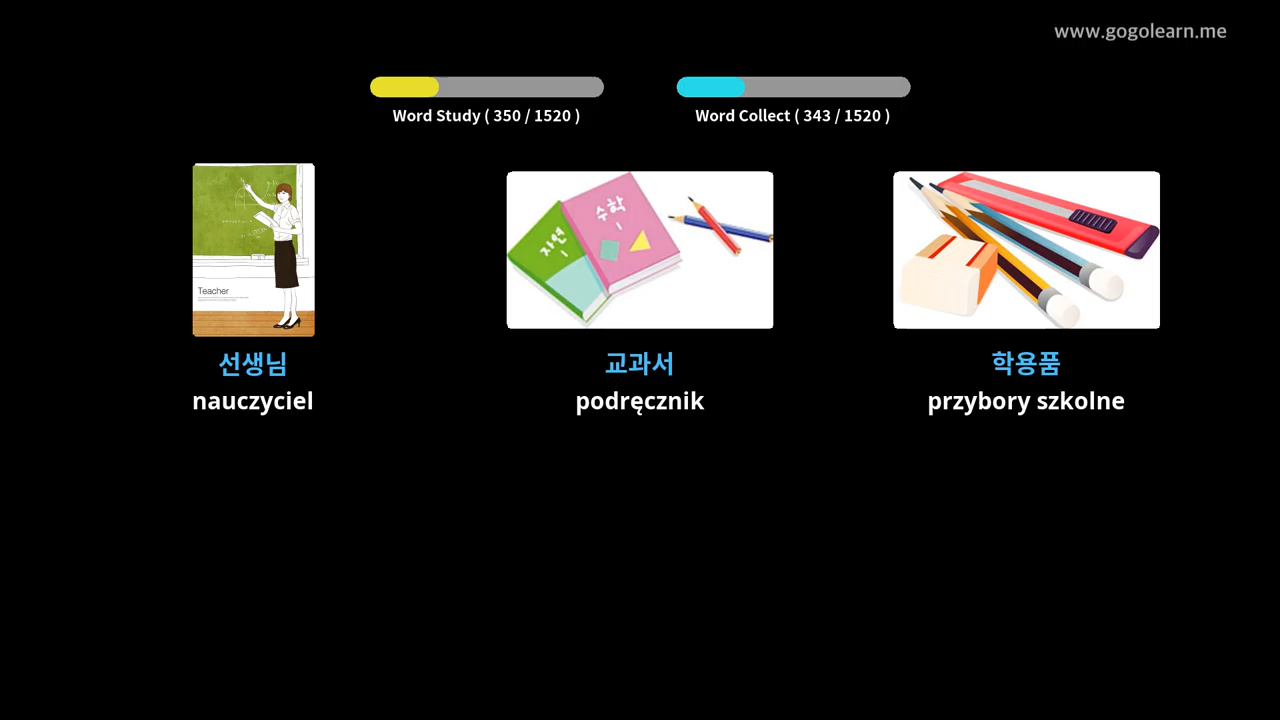 www.gogolearn.me
Word Study ( 350 / 1520 )
Word Collect ( 343 / 1520 )
Teacher
지연
수학
선생님
교과서
학용품
nauczyciel
podręcznik
przybory szkolne